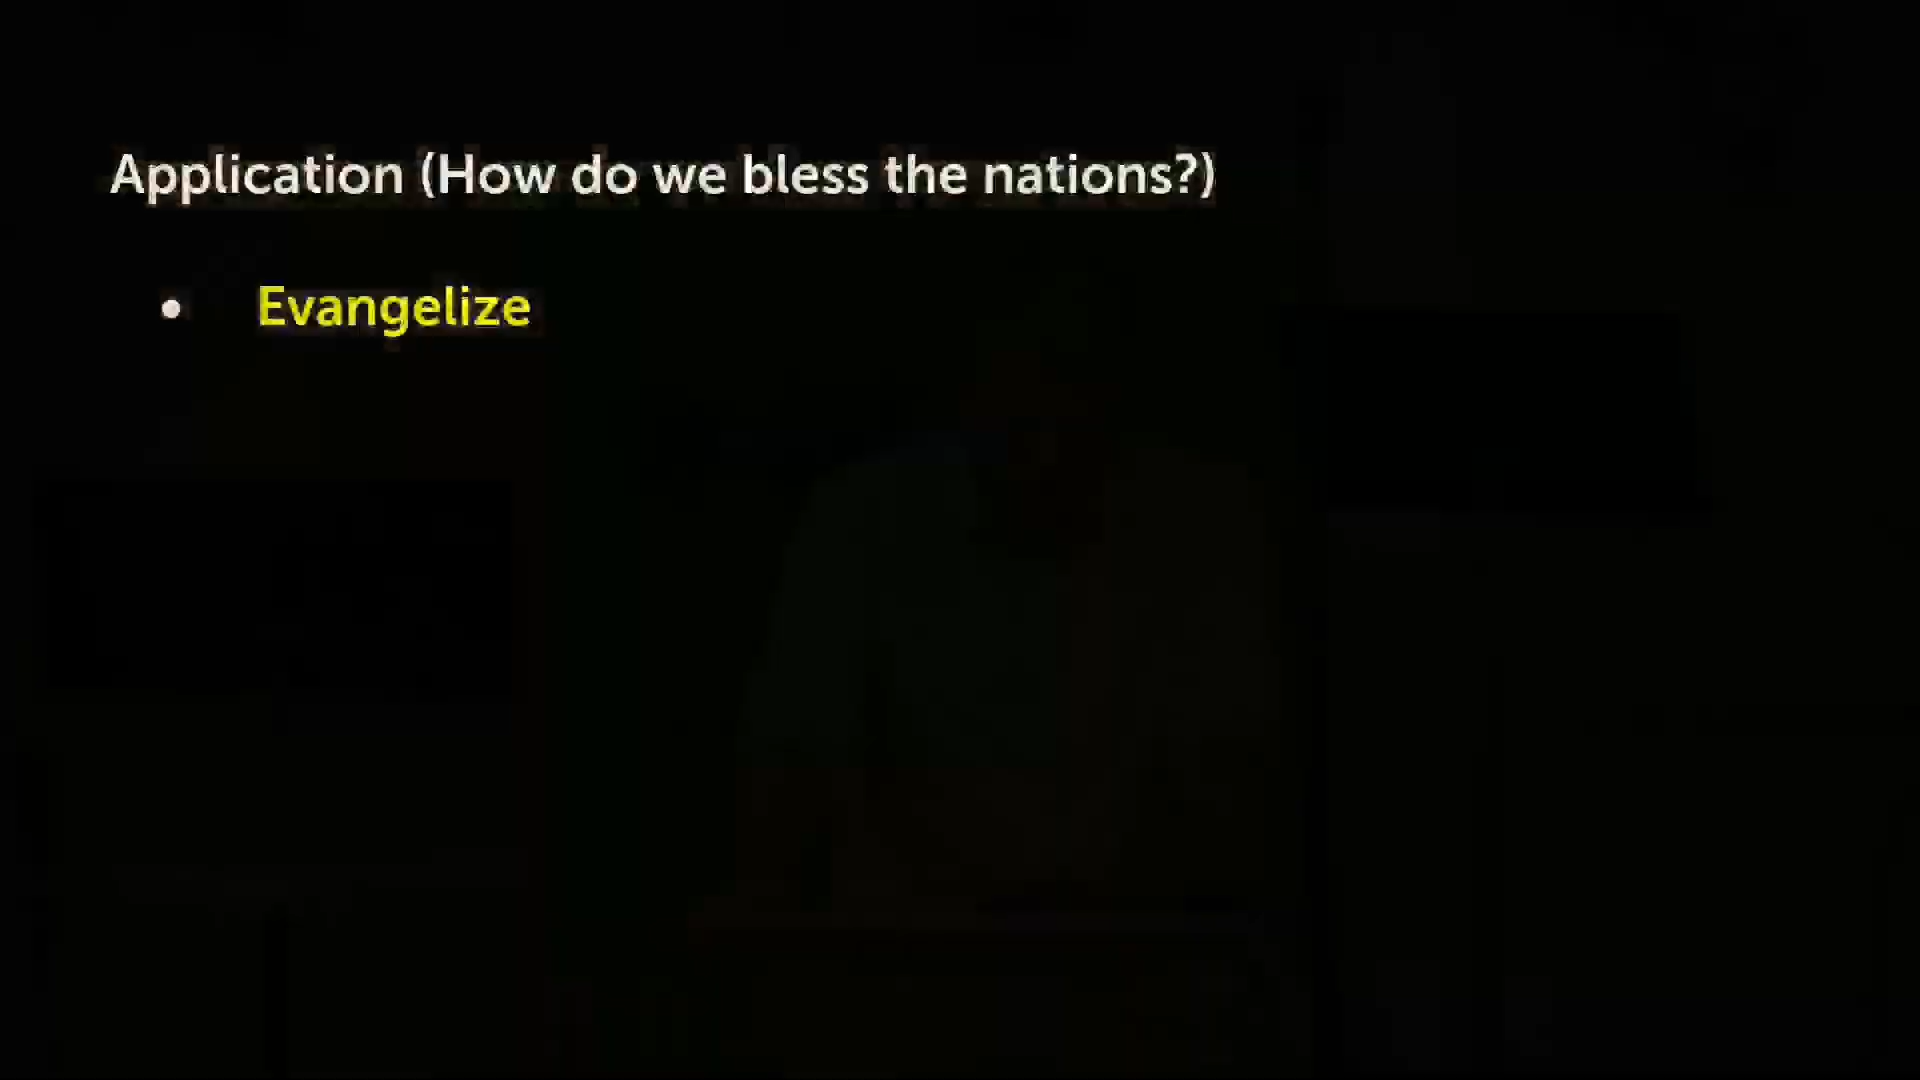 Application (How do we bless the nations?)
• Evangelize